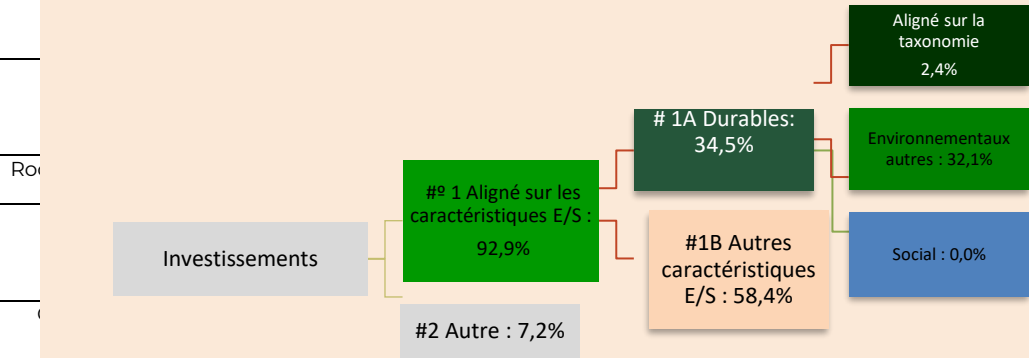 Aligné sur la
taxonomie
2,4%
# 1A Durables:
34,5%
Environnementaux
autres : 32,1%
#º 1 Aligné sur les
caractéristiques E/S :
92,9%
Investissements
#1B Autres
caractéristiques
E/S : 58,4%
Social : 0,0%
#2 Autre : 7,2%